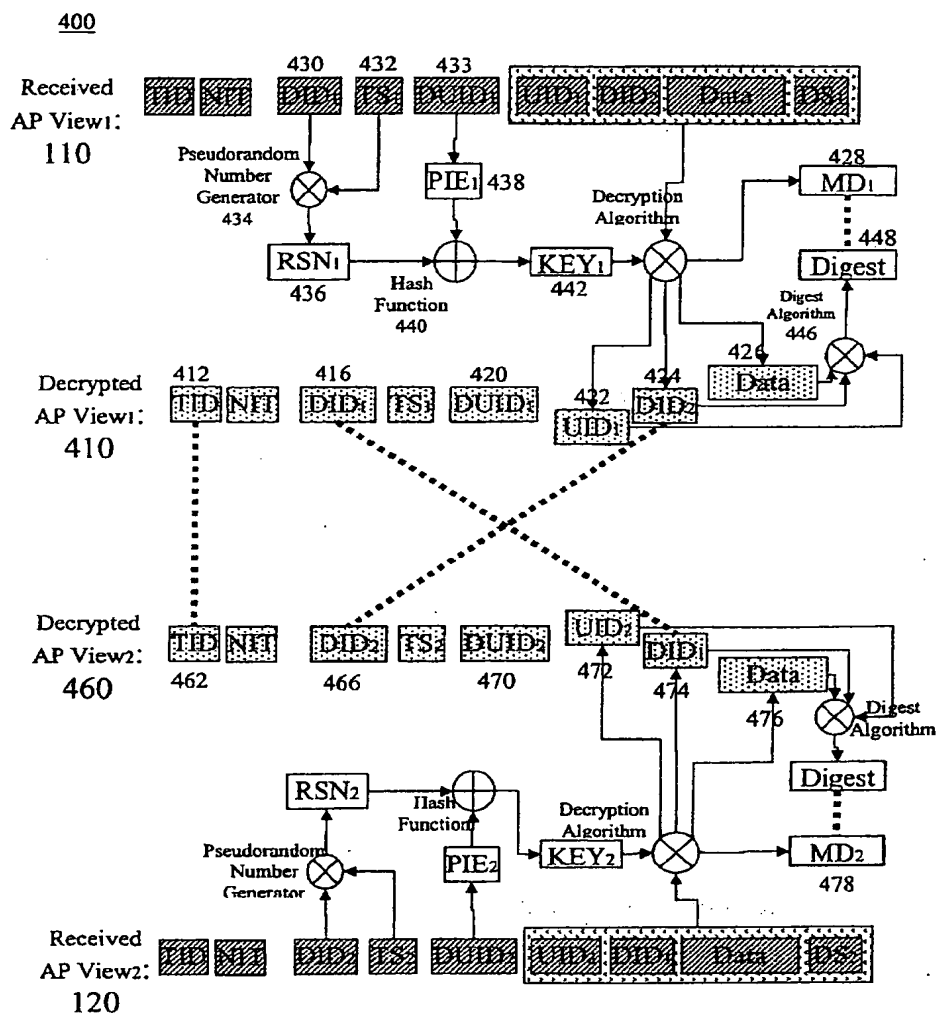 400
430 432 433
Received
AP View1:
110
TID NIT DID1 TS1 DUID1 UID1 DID2 Data DS1
Pseudorandom
Number
Generator
434
PIE1 438
Decryption
Algorithm
428
MD1
RSN1
436
Hash
Function
440
KEY1
442
448
Digest
Digest
Algorithm
446
Decrypted
AP View1:
410
412 416 420 422 424 426
TID NIT DID1 TS1 DUID1 UID1 DID2 Data
Decrypted
AP View2:
460
TID NIT DID2 TS2 DUID2 UID2 DID1 Data
462 466 470 472 474 476
Digest
Algorithm
Digest
RSN2
Hash
Function
Decryption
Algorithm
KEY2
MD2
478
Pseudorandom
Number
Generator
PIE2
Received
AP View2:
120
TID NIT DID2 TS2 DUID2 UID2 DID1 Data DS2